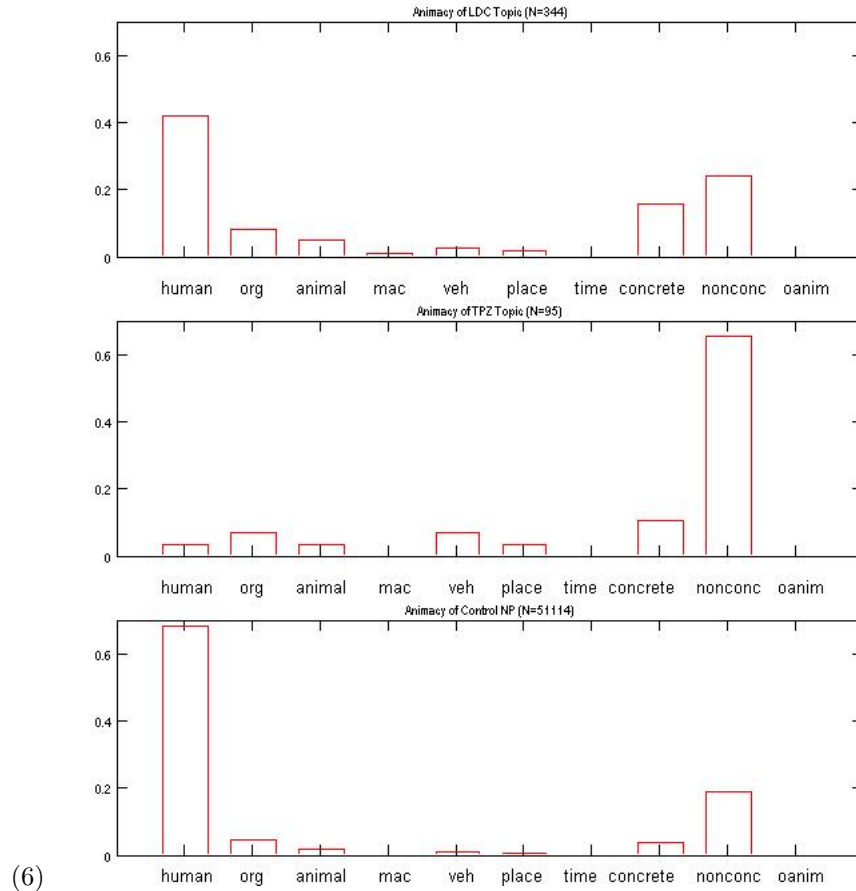 Animacy of LDC Topic (N=344)
0.6
0.4
0.2
0
human org animal mac veh place time concrete nonconc oanim
Animacy of TPZ Topic (N=95)
0.6
0.4
0.2
0
human org animal mac veh place time concrete nonconc oanim
Animacy of Control NP (N=51114)
0.6
0.4
0.2
0
(6) human org animal mac veh place time concrete nonconc oanim